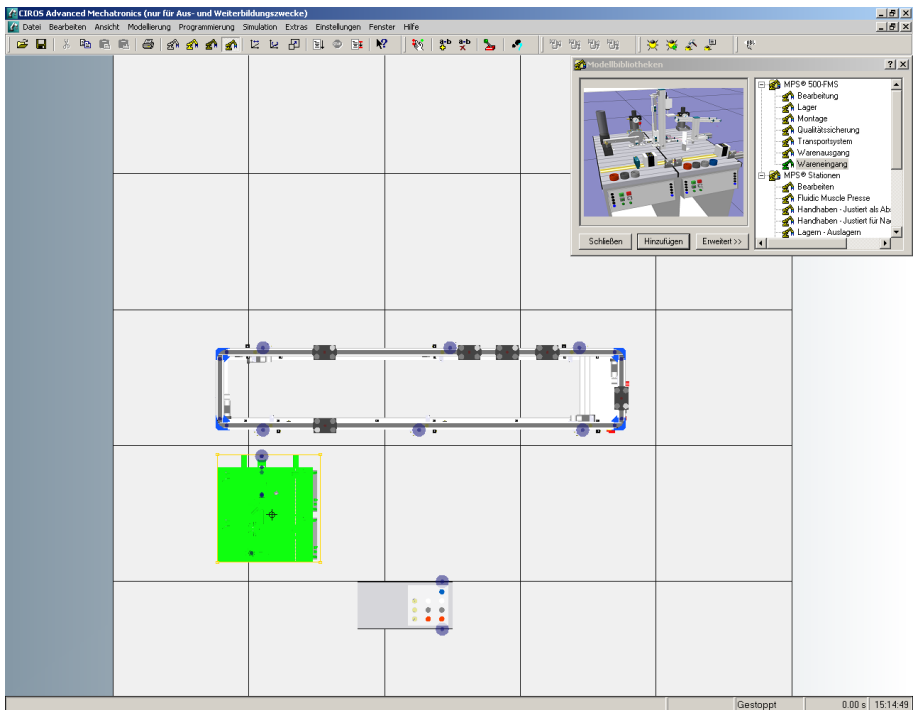 CIROS Advanced Mechatronics (nur für Aus- und Weiterbildungszwecke)
Datei Bearbeiten Ansicht Modellierung Programmierung Simulation Extras Einstellungen Fenster Hilfe
Modellbibliotheken
MPS® 500-FMS
Bearbeitung
Lager
Montage
Qualitätssicherung
Transportsystem
Warenausgang
Wareneingang
MPS® Stationen
Bearbeiten
Fluidic Muscle Presse
Handhaben - Justiert als Ab
Handhaben - Justiert für Na
Lagern - Auslagern
Schließen Hinzufügen Erweitert >>
Gestoppt 0.00 s 15:14:49